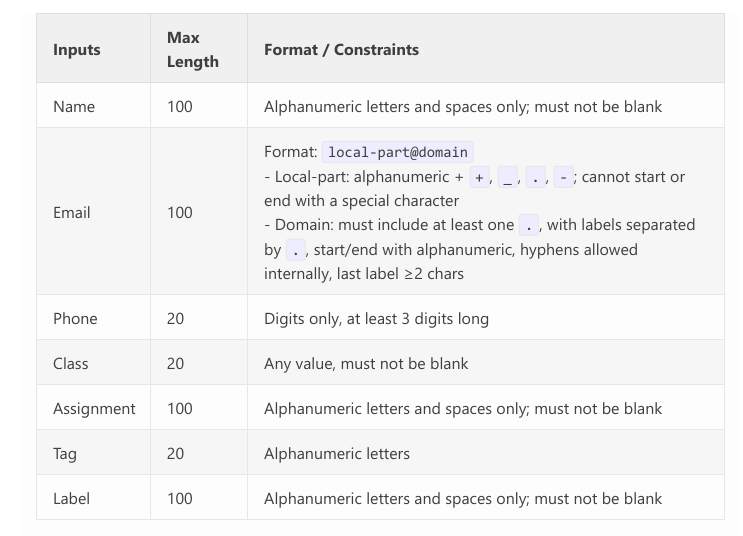 Inputs Max Length Format / Constraints
Name 100 Alphanumeric letters and spaces only; must not be blank
Email 100 Format: local-part@domain
- Local-part: alphanumeric + +, _, ., -; cannot start or
end with a special character
- Domain: must include at least one ., with labels separated
by ., start/end with alphanumeric, hyphens allowed
internally, last label ≥2 chars
Phone 20 Digits only, at least 3 digits long
Class 20 Any value, must not be blank
Assignment 100 Alphanumeric letters and spaces only; must not be blank
Tag 20 Alphanumeric letters
Label 100 Alphanumeric letters and spaces only; must not be blank